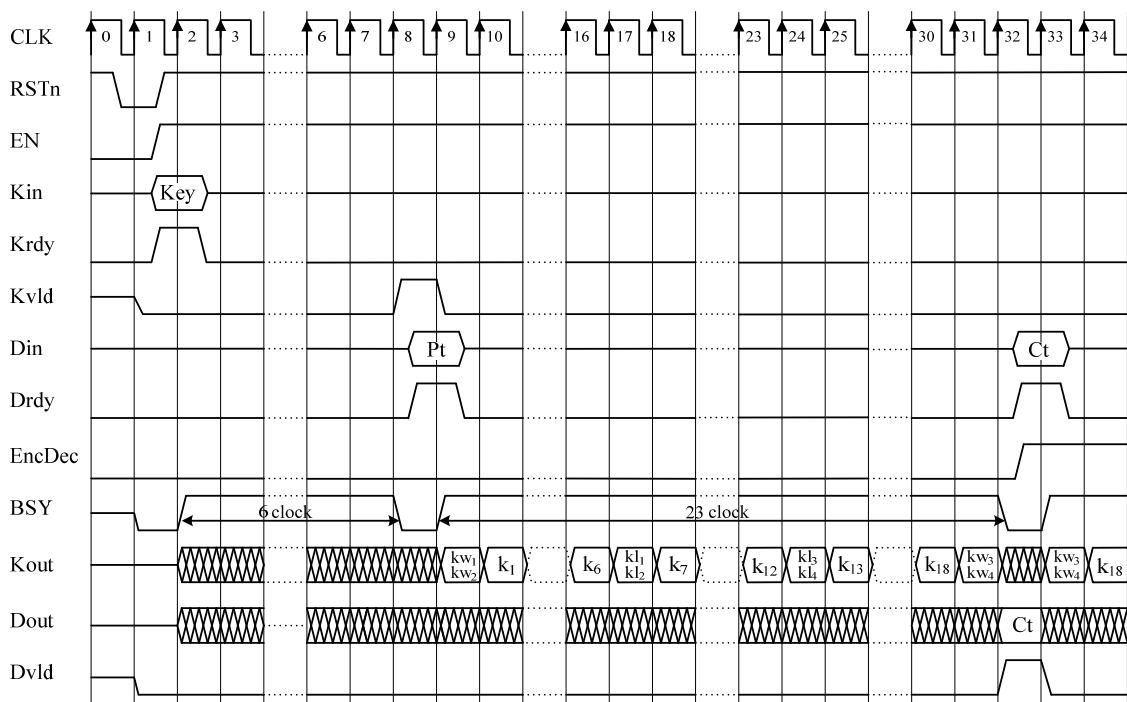 CLK 0 1 2 3 6 7 8 9 10 16 17 18 23 24 25 30 31 32 33 34
RSTn
EN
Kin Key
Krdy
Kvld
Din Pt Ct
Drdy
EncDec
BSY 6 clock 23 clock
Kout kw₁ kw₂ k₁ k₆ kl₁ kl₂ k₇ k₁₂ kl₃ kl₄ k₁₃ k₁₈ kw₃ kw₄ kw₃ kw₄ k₁₈
Dout Ct
Dvld